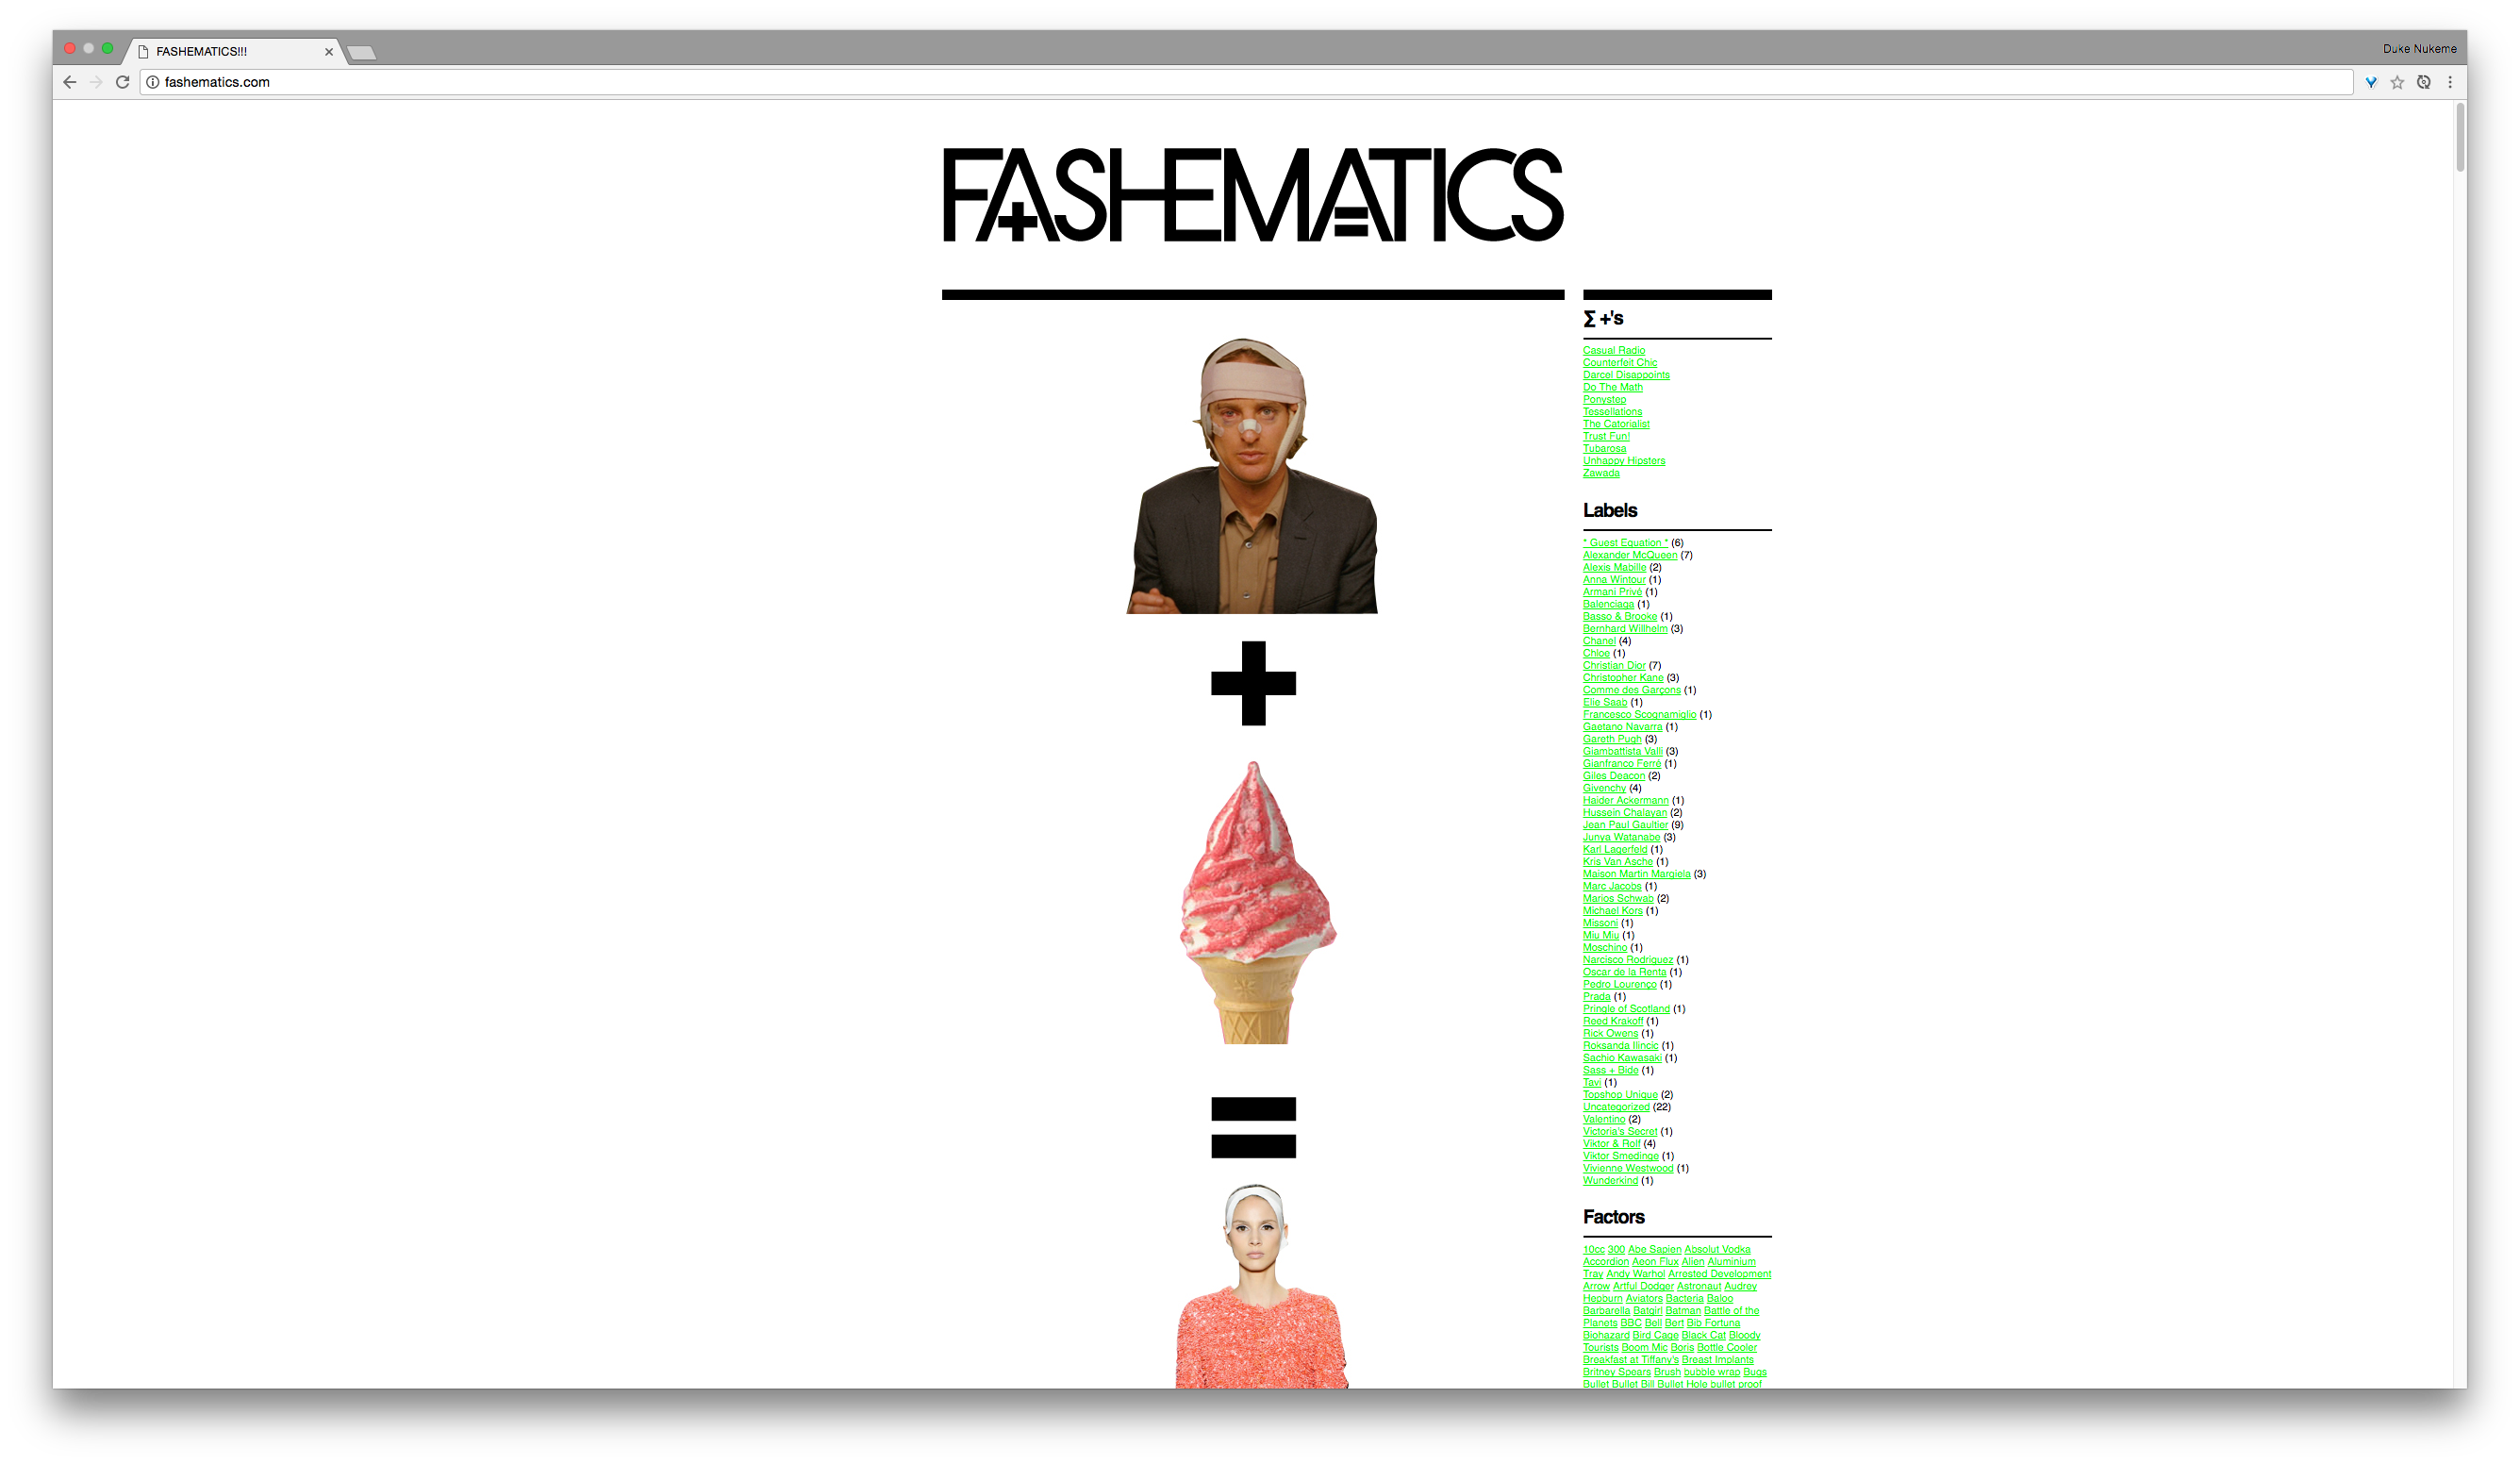 FASHEMATICS!!!
Duke Nukeme
fashematics.com
FASHEMATICS
∑ +'s
Casual Radio
Counterfeit Chic
Darcel Disappoints
Do The Math
Ponystep
Tessellations
The Catorialist
Trust Fun!
Tubarosa
Unhappy Hipsters
Zawada
Labels
* Guest Equation * (6)
Alexander McQueen (7)
Alexis Mabille (2)
Anna Wintour (1)
Armani Privé (1)
Balenciaga (1)
Basso & Brooke (1)
Bernhard Willhelm (3)
Chanel (4)
Chloe (1)
Christian Dior (7)
Christopher Kane (3)
Comme des Garçons (1)
Elie Saab (1)
Francesco Scognamiglio (1)
Gaetano Navarra (1)
Gareth Pugh (3)
Giambattista Valli (3)
Gianfranco Ferré (1)
Giles Deacon (2)
Givenchy (4)
Haider Ackermann (1)
Hussein Chalayan (2)
Jean Paul Gaultier (9)
Junya Watanabe (3)
Karl Lagerfeld (1)
Kris Van Asche (1)
Maison Martin Margiela (3)
Marc Jacobs (1)
Marios Schwab (2)
Michael Kors (1)
Missoni (1)
Miu Miu (1)
Moschino (1)
Narcisco Rodriguez (1)
Oscar de la Renta (1)
Pedro Lourenço (1)
Prada (1)
Pringle of Scotland (1)
Reed Krakoff (1)
Rick Owens (1)
Roksanda Ilincic (1)
Sachio Kawasaki (1)
Sass + Bide (1)
Tavi (1)
Topshop Unique (2)
Uncategorized (22)
Valentino (2)
Victoria's Secret (1)
Viktor & Rolf (4)
Viktor Smedinge (1)
Vivienne Westwood (1)
Wunderkind (1)
Factors
10cc 300 Abe Sapien Absolut Vodka
Accordion Aeon Flux Alien Aluminium
Tray Andy Warhol Arrested Development
Arrow Artful Dodger Astronaut Audrey
Hepburn Aviators Bacteria Baloo
Barbarella Batgirl Batman Battle of the
Planets BBC Bell Bert Bib Fortuna
Biohazard Bird Cage Black Cat Bloody
Tourists Boom Mic Boris Bottle Cooler
Breakfast at Tiffany's Breast Implants
Britney Spears Brush bubble wrap Bugs
Bullet Bullet Bill Bullet Hole bullet proof